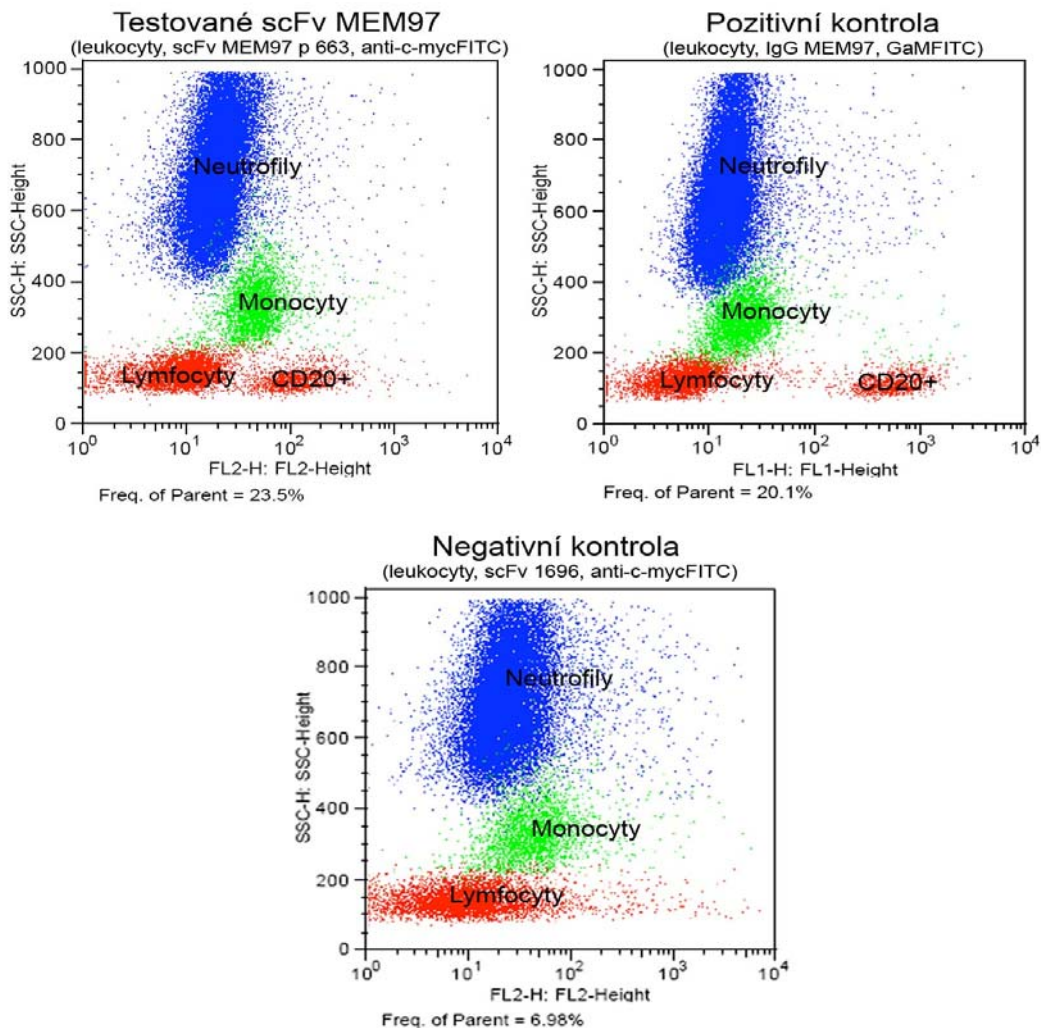 Testované scFv MEM97
(leukocyty, scFv MEM97 p 663, anti-c-mycFITC)
1000
800
600
400
200
0
SSC-H: SSC-Height
Neutrofily
Monocyty
Lymfocyty
CD20+
10^0
10^1
10^2
10^3
10^4
FL2-H: FL2-Height
Freq. of Parent = 23.5%
Pozitivní kontrola
(leukocyty, IgG MEM97, GaMFITC)
1000
800
600
400
200
0
SSC-H: SSC-Height
Neutrofily
Monocyty
Lymfocyty
CD20+
10^0
10^1
10^2
10^3
10^4
FL1-H: FL1-Height
Freq. of Parent = 20.1%
Negativní kontrola
(leukocyty, scFv 1696, anti-c-mycFITC)
1000
800
600
400
200
0
SSC-H: SSC-Height
Neutrofily
Monocyty
Lymfocyty
10^0
10^1
10^2
10^3
10^4
FL2-H: FL2-Height
Freq. of Parent = 6.98%